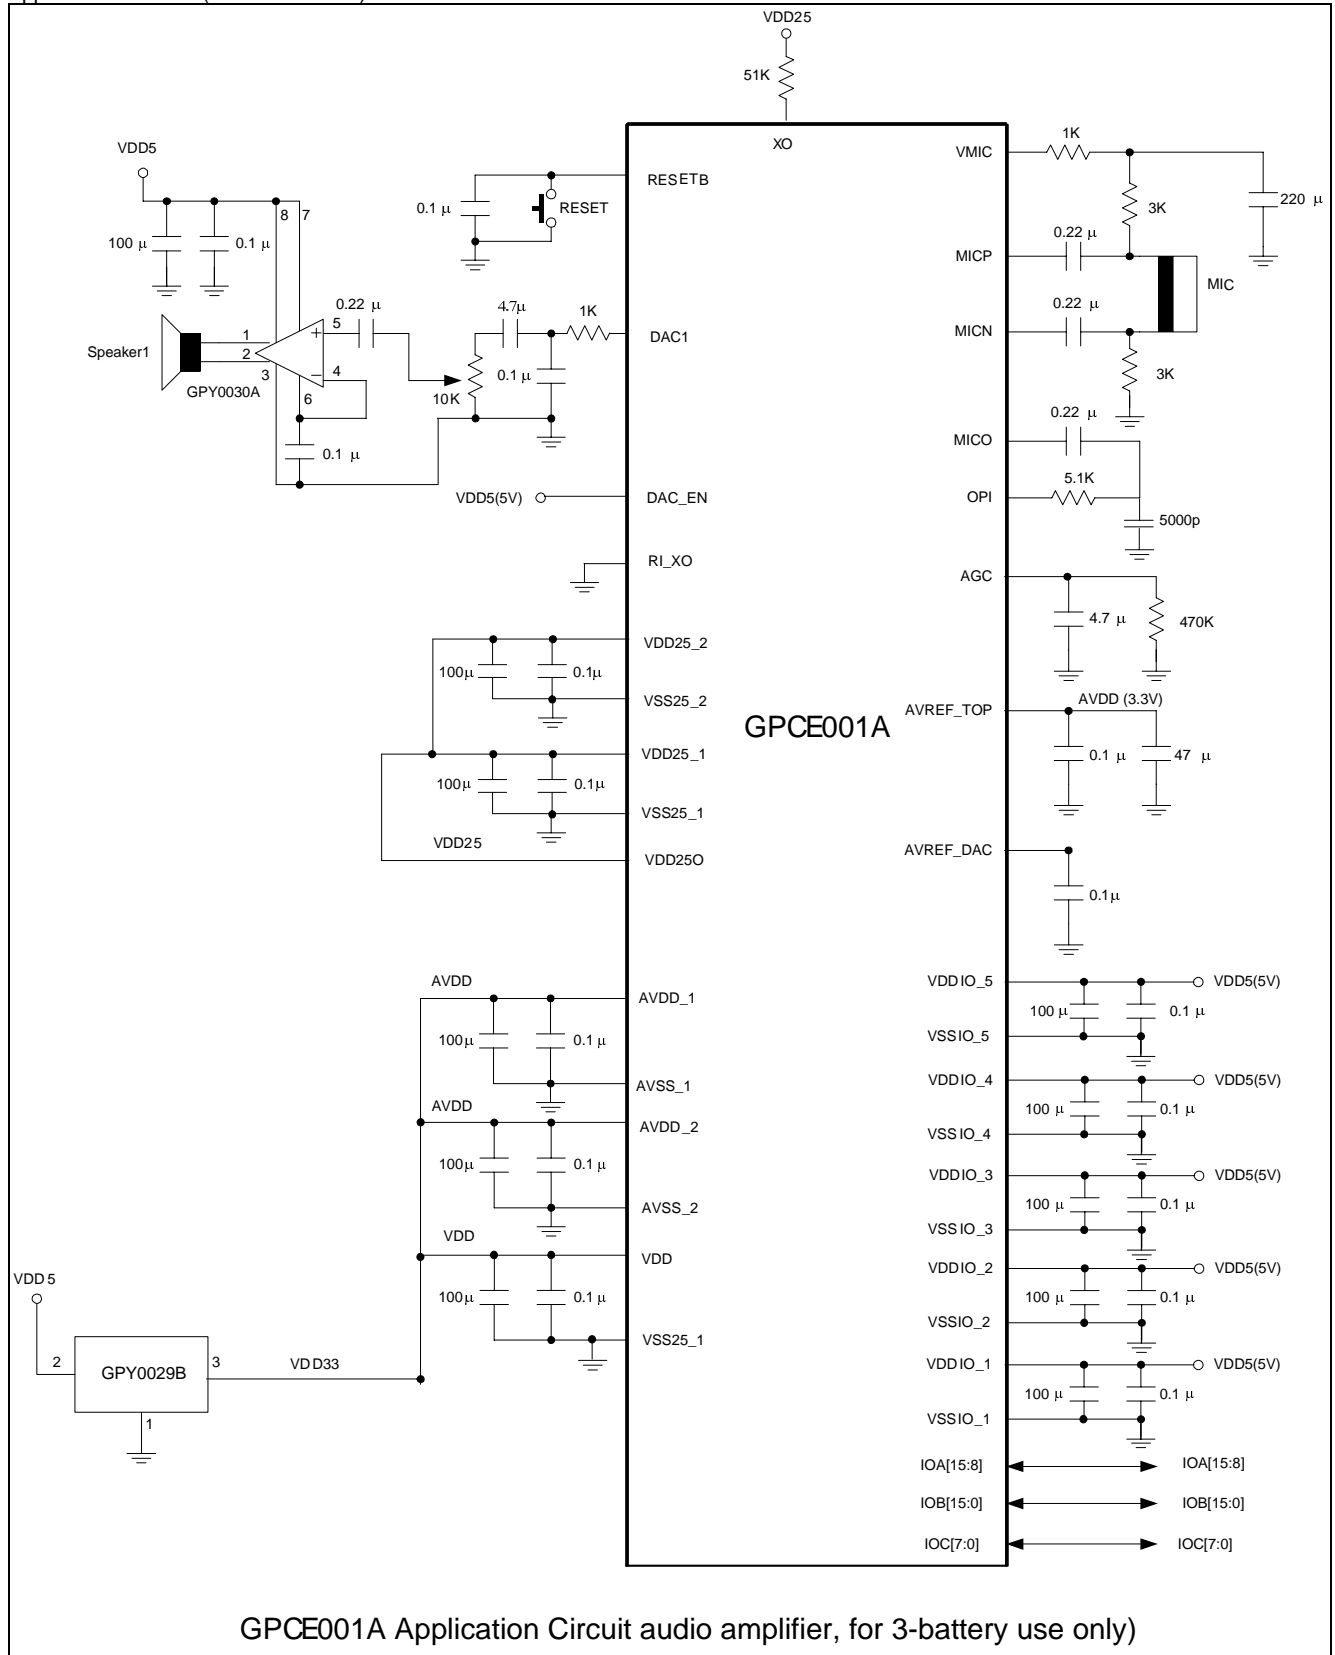 VDD25
51K
XO
VDD5
100 μ
0.1 μ
8
7
0.1 μ
RESETB
RESET
VMIC
1K
3K
220 μ
MICP
0.22 μ
MIC
MICN
0.22 μ
3K
Speaker1
1
2
3
GPY0030A
+
5
−
4
6
0.22 μ
0.1 μ
10K
4.7μ
0.1 μ
1K
DAC1
MICO
0.22 μ
OPI
5.1K
5000p
VDD5(5V)
DAC_EN
RI_XO
AGC
4.7 μ
470K
VDD25_2
100μ
0.1μ
VSS25_2
GPCE001A
AVREF_TOP
AVDD (3.3V)
0.1 μ
47 μ
VDD25_1
100μ
0.1μ
VSS25_1
VDD25
VDD25O
AVREF_DAC
0.1μ
AVDD
AVDD_1
100μ
0.1 μ
AVSS_1
AVDD
AVDD_2
100μ
0.1 μ
AVSS_2
VDD
VDD
100μ
0.1 μ
VSS25_1
VDD5
2
GPY0029B
3
1
VDD33
VDDIO_5
VDD5(5V)
100 μ
0.1 μ
VSSIO_5
VDDIO_4
VDD5(5V)
100 μ
0.1 μ
VSSIO_4
VDDIO_3
VDD5(5V)
100 μ
0.1 μ
VSSIO_3
VDDIO_2
VDD5(5V)
100 μ
0.1 μ
VSSIO_2
VDDIO_1
VDD5(5V)
100 μ
0.1 μ
VSSIO_1
IOA[15:8]
IOA[15:8]
IOB[15:0]
IOB[15:0]
IOC[7:0]
IOC[7:0]
GPCE001A Application Circuit audio amplifier, for 3-battery use only)